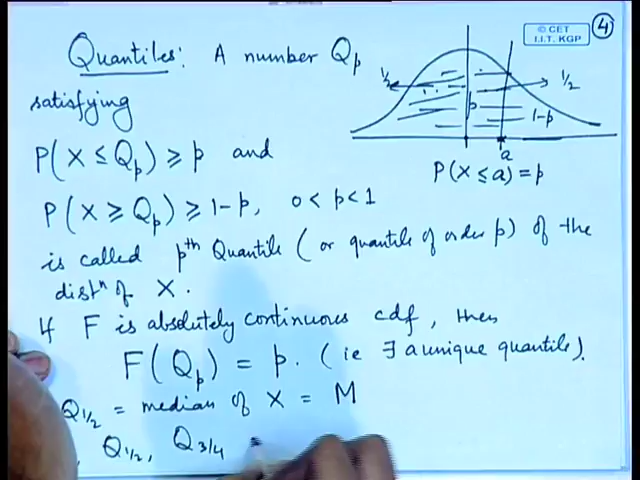 © CET
I.I.T. KGP
4
Quantiles: A number Qp
satisfying
P(X ≤ Qp) ≥ p and
P(X ≥ Qp) ≥ 1-p, 0 < p < 1
is called pth Quantile (or quantile of order p) of the
distn of X.
If F is absolutely continuous cdf, then
F(Qp) = p. (ie ∃ a unique quantile).
Q1/2 = median of X = M
, Q1/2, Q3/4
1/2
p
1/2
1-p
a
P(X ≤ a) = p